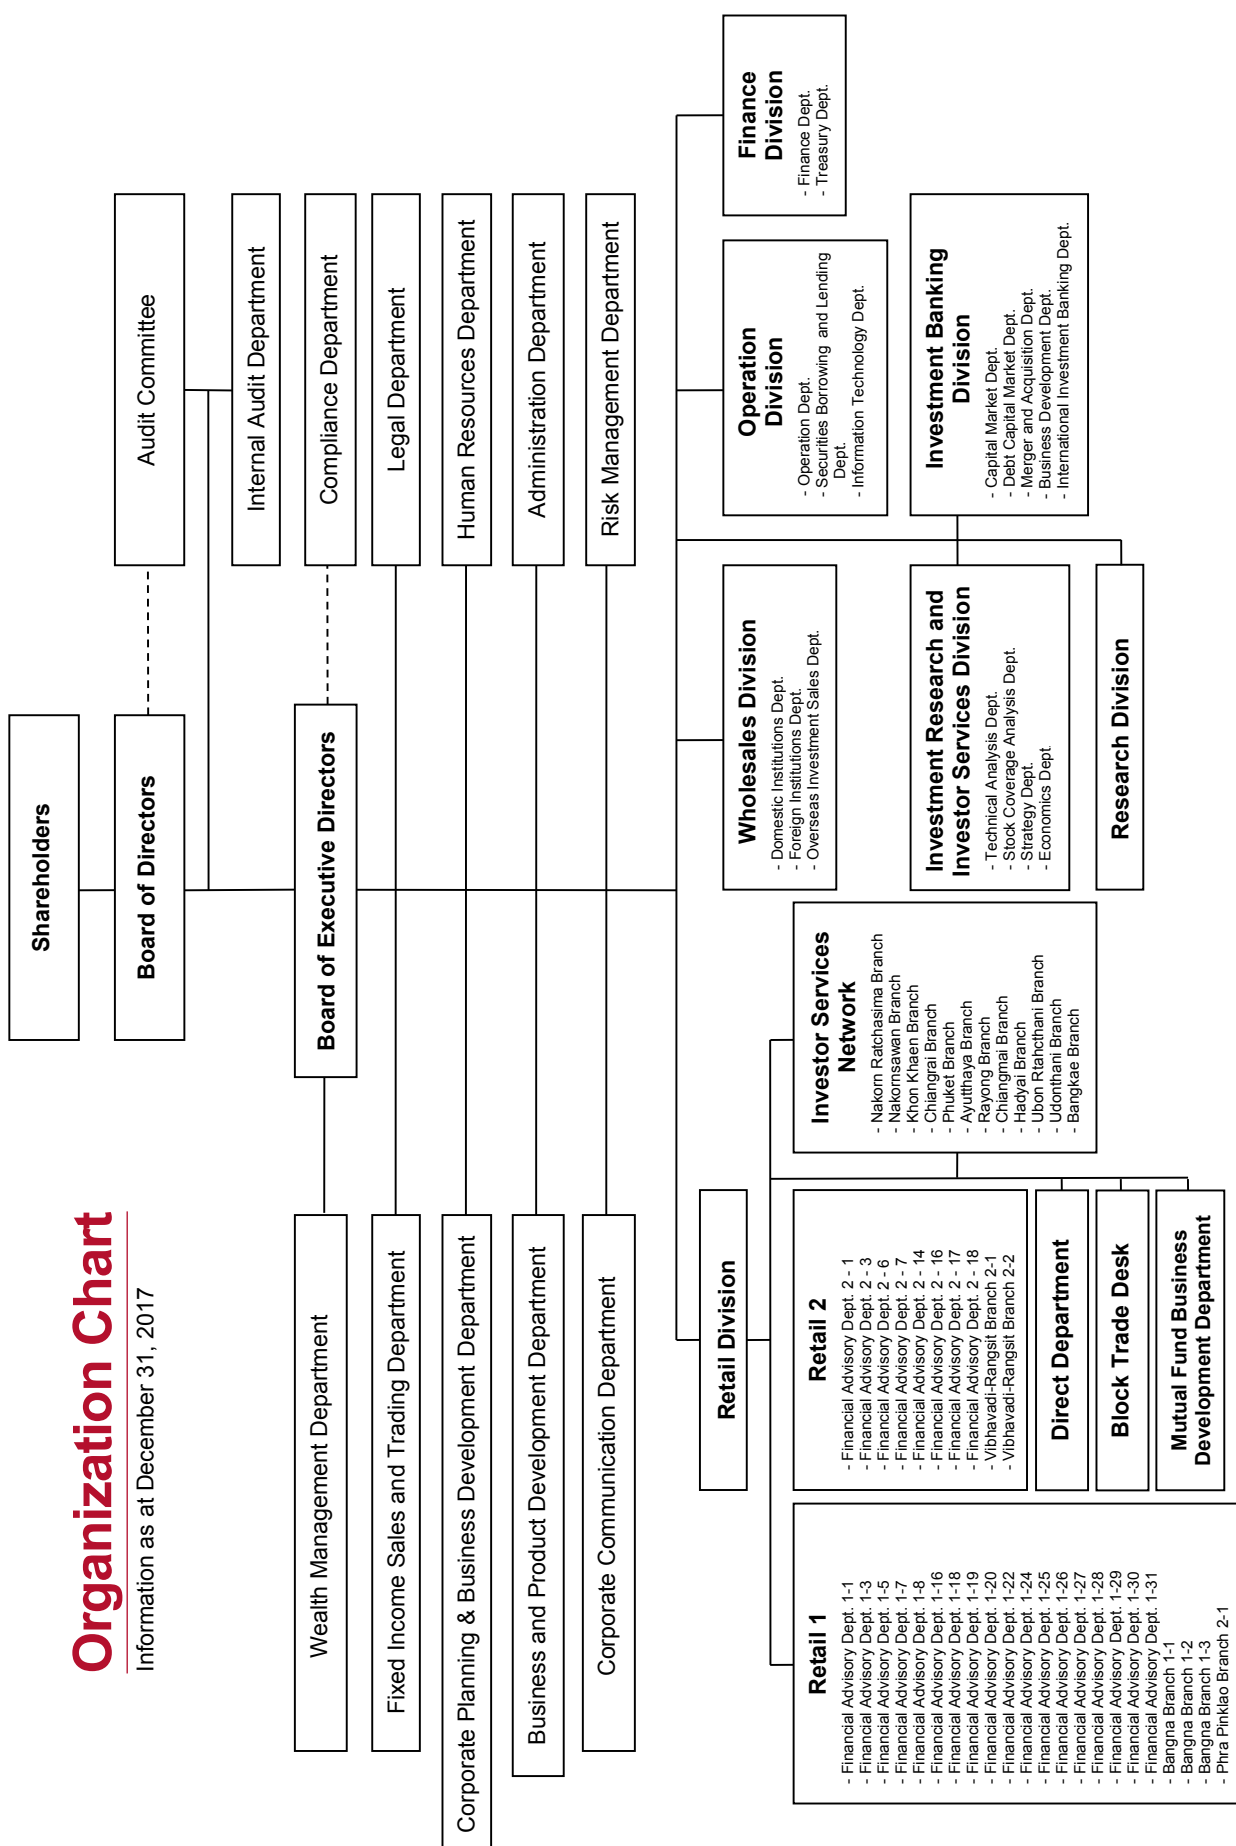 Organization Chart
Information as at December 31, 2017
Shareholders
Board of Directors
Audit Committee
Internal Audit Department
Board of Executive Directors
Compliance Department
Wealth Management Department
Legal Department
Fixed Income Sales and Trading Department
Human Resources Department
Corporate Planning & Business Development Department
Administration Department
Business and Product Development Department
Risk Management Department
Corporate Communication Department
Retail Division
Retail 1
- Financial Advisory Dept. 1-1
- Financial Advisory Dept. 1-3
- Financial Advisory Dept. 1-5
- Financial Advisory Dept. 1-7
- Financial Advisory Dept. 1-8
- Financial Advisory Dept. 1-16
- Financial Advisory Dept. 1-18
- Financial Advisory Dept. 1-19
- Financial Advisory Dept. 1-20
- Financial Advisory Dept. 1-22
- Financial Advisory Dept. 1-24
- Financial Advisory Dept. 1-25
- Financial Advisory Dept. 1-26
- Financial Advisory Dept. 1-27
- Financial Advisory Dept. 1-28
- Financial Advisory Dept. 1-29
- Financial Advisory Dept. 1-30
- Financial Advisory Dept. 1-31
- Bangna Branch 1-1
- Bangna Branch 1-2
- Bangna Branch 1-3
- Phra Pinklao Branch 2-1
Retail 2
- Financial Advisory Dept. 2 - 1
- Financial Advisory Dept. 2 - 3
- Financial Advisory Dept. 2 - 6
- Financial Advisory Dept. 2 - 7
- Financial Advisory Dept. 2 - 14
- Financial Advisory Dept. 2 - 16
- Financial Advisory Dept. 2 - 17
- Financial Advisory Dept. 2 - 18
- Vibhavadi-Rangsit Branch 2-1
- Vibhavadi-Rangsit Branch 2-2
Direct Department
Block Trade Desk
Mutual Fund Business
Development Department
Investor Services
Network
- Nakorn Ratchasima Branch
- Nakornsawan Branch
- Khon Khaen Branch
- Chiangrai Branch
- Phuket Branch
- Ayutthaya Branch
- Rayong Branch
- Chiangmai Branch
- Hadyai Branch
- Ubon Rtahcthani Branch
- Udonthani Branch
- Bangkae Branch
Wholesales Division
- Domestic Institutions Dept.
- Foreign Institutions Dept.
- Overseas Investment Sales Dept.
Operation
Division
- Operation Dept.
- Securities Borrowing and Lending
Dept.
- Information Technology Dept.
Finance
Division
- Finance Dept.
- Treasury Dept.
Investment Research and
Investor Services Division
- Technical Analysis Dept.
- Stock Coverage Analysis Dept.
- Strategy Dept.
- Economics Dept.
Investment Banking
Division
- Capital Market Dept.
- Debt Capital Market Dept.
- Merger and Acquisition Dept.
- Business Development Dept.
- International Investment Banking Dept.
Research Division